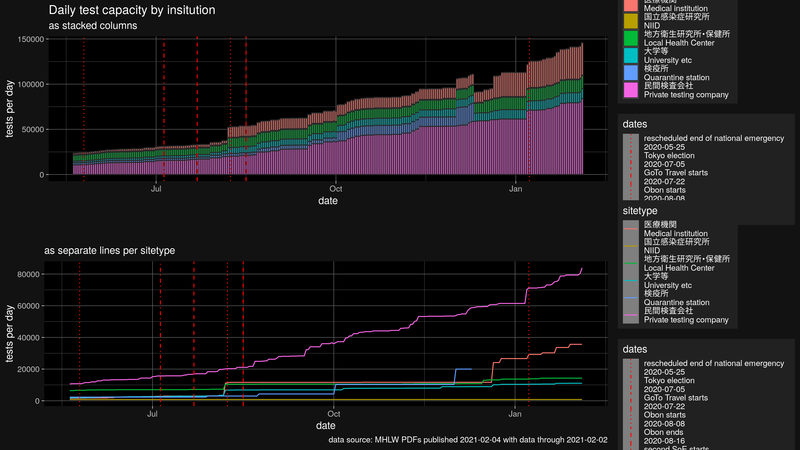 Daily test capacity by insitution
as stacked columns
tests per day
150000
100000
50000
0
Jul
Oct
Jan
date
医療機関
Medical institution
国立感染症研究所
NIID
地方衛生研究所・保健所
Local Health Center
大学等
University etc
検疫所
Quarantine station
民間検査会社
Private testing company
dates
rescheduled end of national emergency
2020-05-25
Tokyo election
2020-07-05
GoTo Travel starts
2020-07-22
Obon starts
2020-08-08
as separate lines per sitetype
tests per day
80000
60000
40000
20000
0
Jul
Oct
Jan
date
data source: MHLW PDFs published 2021-02-04 with data through 2021-02-02
sitetype
医療機関
Medical institution
国立感染症研究所
NIID
地方衛生研究所・保健所
Local Health Center
大学等
University etc
検疫所
Quarantine station
民間検査会社
Private testing company
dates
rescheduled end of national emergency
2020-05-25
Tokyo election
2020-07-05
GoTo Travel starts
2020-07-22
Obon starts
2020-08-08
Obon ends
2020-08-16
second SoE starts